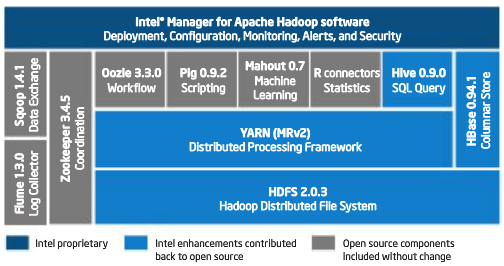 Intel® Manager for Apache Hadoop software
Deployment, Configuration, Monitoring, Alerts, and Security
Sqoop 1.4.1
Data Exchange
Flume 1.3.0
Log Collector
Zookeeper 3.4.5
Coordination
Oozie 3.3.0
Workflow
Pig 0.9.2
Scripting
Mahout 0.7
Machine
Learning
R connectors
Statistics
Hive 0.9.0
SQL Query
HBase 0.94.1
Columnar Store
YARN (MRv2)
Distributed Processing Framework
HDFS 2.0.3
Hadoop Distributed File System
Intel proprietary
Intel enhancements contributed
back to open source
Open source components
included without change